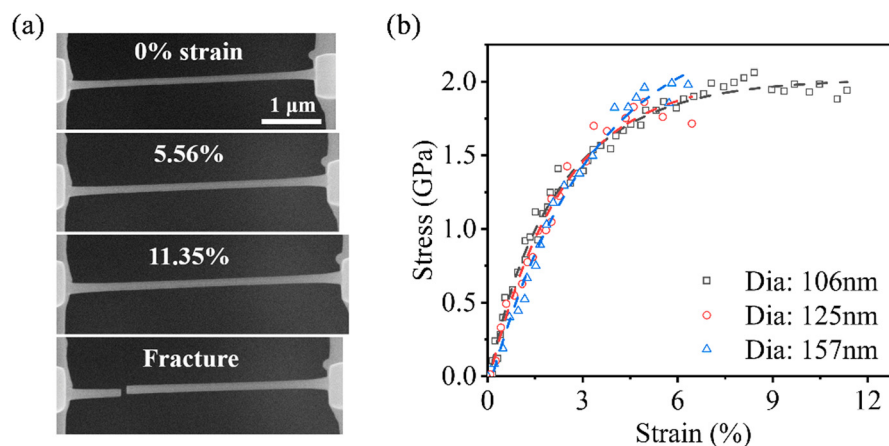 (a)
0% strain
1 μm
5.56%
11.35%
Fracture
(b)
Stress (GPa)
2.0
1.5
1.0
0.5
0.0
0
3
6
9
12
Strain (%)
Dia: 106nm
Dia: 125nm
Dia: 157nm